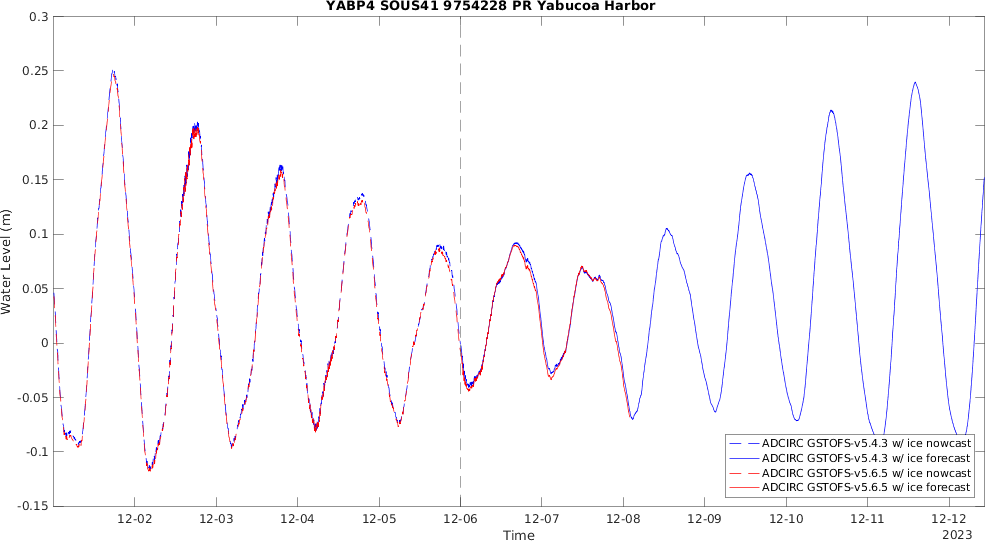 YABP4 SOUS41 9754228 PR Yabucoa Harbor
0.3
0.25
0.2
0.15
0.1
0.05
0
-0.05
-0.1
-0.15
Water Level (m)
12-02 12-03 12-04 12-05 12-06 12-07 12-08 12-09 12-10 12-11 12-12
2023
Time
ADCIRC GSTOFS-v5.4.3 w/ ice nowcast
ADCIRC GSTOFS-v5.4.3 w/ ice forecast
ADCIRC GSTOFS-v5.6.5 w/ ice nowcast
ADCIRC GSTOFS-v5.6.5 w/ ice forecast